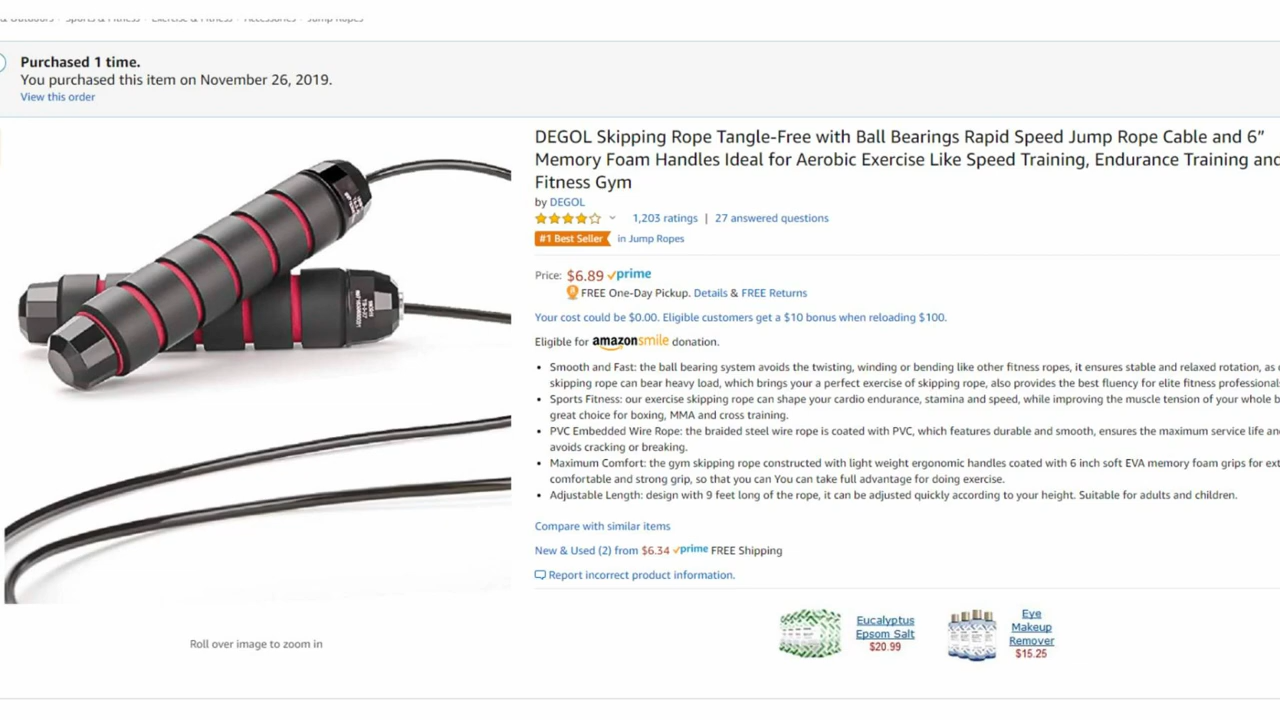 & Outdoors › Sports & Fitness › Exercise & Fitness › Accessories › Jump Ropes
Purchased 1 time.
You purchased this item on November 26, 2019.
View this order
DEGOL Skipping Rope Tangle-Free with Ball Bearings Rapid Speed Jump Rope Cable and 6”
Memory Foam Handles Ideal for Aerobic Exercise Like Speed Training, Endurance Training and
Fitness Gym
by DEGOL
1,203 ratings | 27 answered questions
#1 Best Seller in Jump Ropes
Price: $6.89 prime
FREE One-Day Pickup. Details & FREE Returns
Your cost could be $0.00. Eligible customers get a $10 bonus when reloading $100.
Eligible for amazonsmile donation.
• Smooth and Fast: the ball bearing system avoids the twisting, winding or bending like other fitness ropes, it ensures stable and relaxed rotation, as
skipping rope can bear heavy load, which brings your a perfect exercise of skipping rope, also provides the best fluency for elite fitness professional
• Sports Fitness: our exercise skipping rope can shape your cardio endurance, stamina and speed, while improving the muscle tension of your whole b
great choice for boxing, MMA and cross training.
• PVC Embedded Wire Rope: the braided steel wire rope is coated with PVC, which features durable and smooth, ensures the maximum service life an
avoids cracking or breaking.
• Maximum Comfort: the gym skipping rope constructed with light weight ergonomic handles coated with 6 inch soft EVA memory foam grips for ext
comfortable and strong grip, so that you can You can take full advantage for doing exercise.
• Adjustable Length: design with 9 feet long of the rope, it can be adjusted quickly according to your height. Suitable for adults and children.
Compare with similar items
New & Used (2) from $6.34 prime FREE Shipping
Report incorrect product information.
Roll over image to zoom in
Eucalyptus
Epsom Salt
$20.99
Eye
Makeup
Remover
$15.25